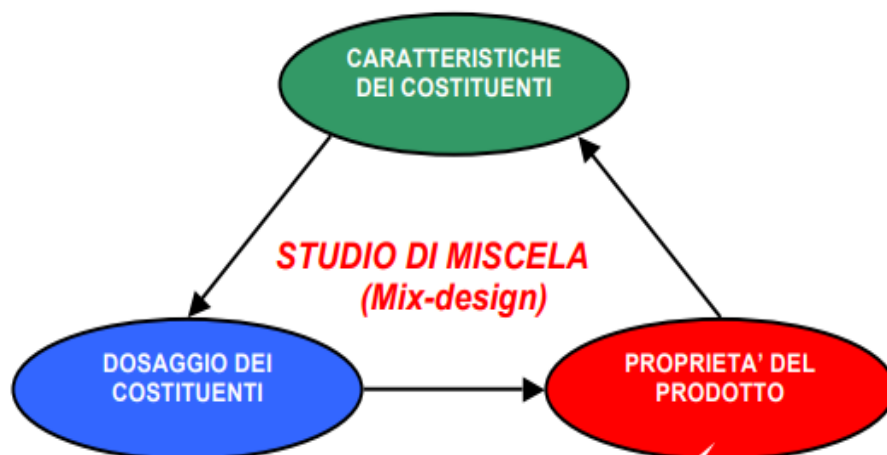 CARATTERISTICHE
DEI COSTITUENTI
STUDIO DI MISCELA
(Mix-design)
DOSAGGIO DEI
COSTITUENTI
PROPRIETA' DEL
PRODOTTO